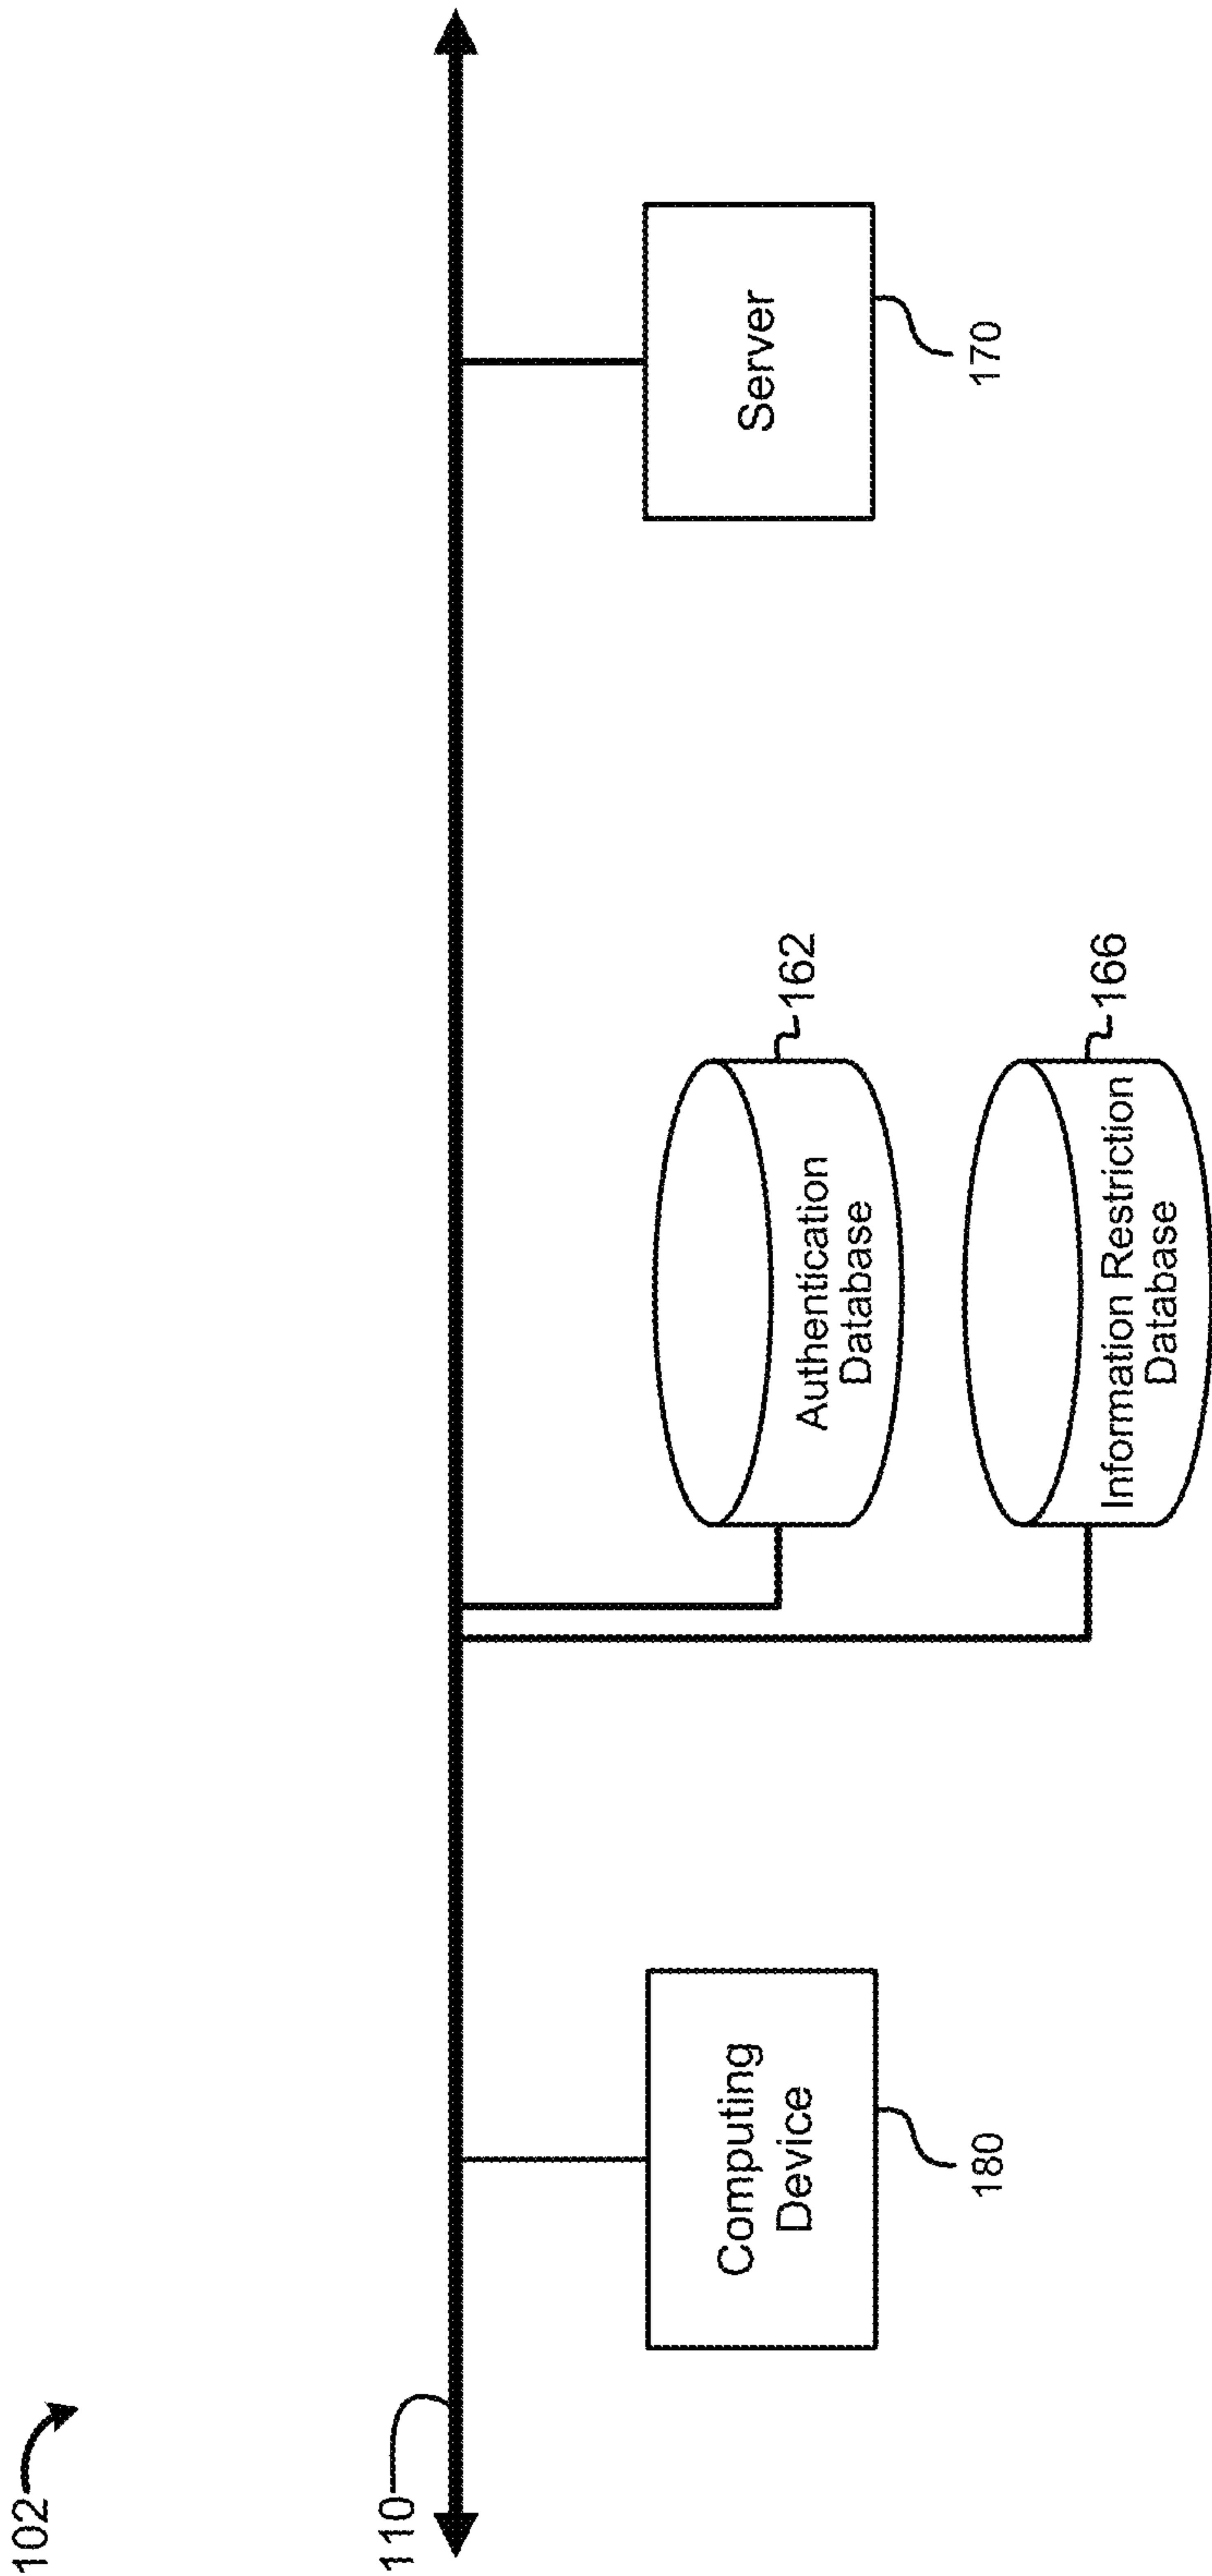 102
110
Computing
Device
180
Authentication
Database
162
Information Restriction
Database
166
Server
170